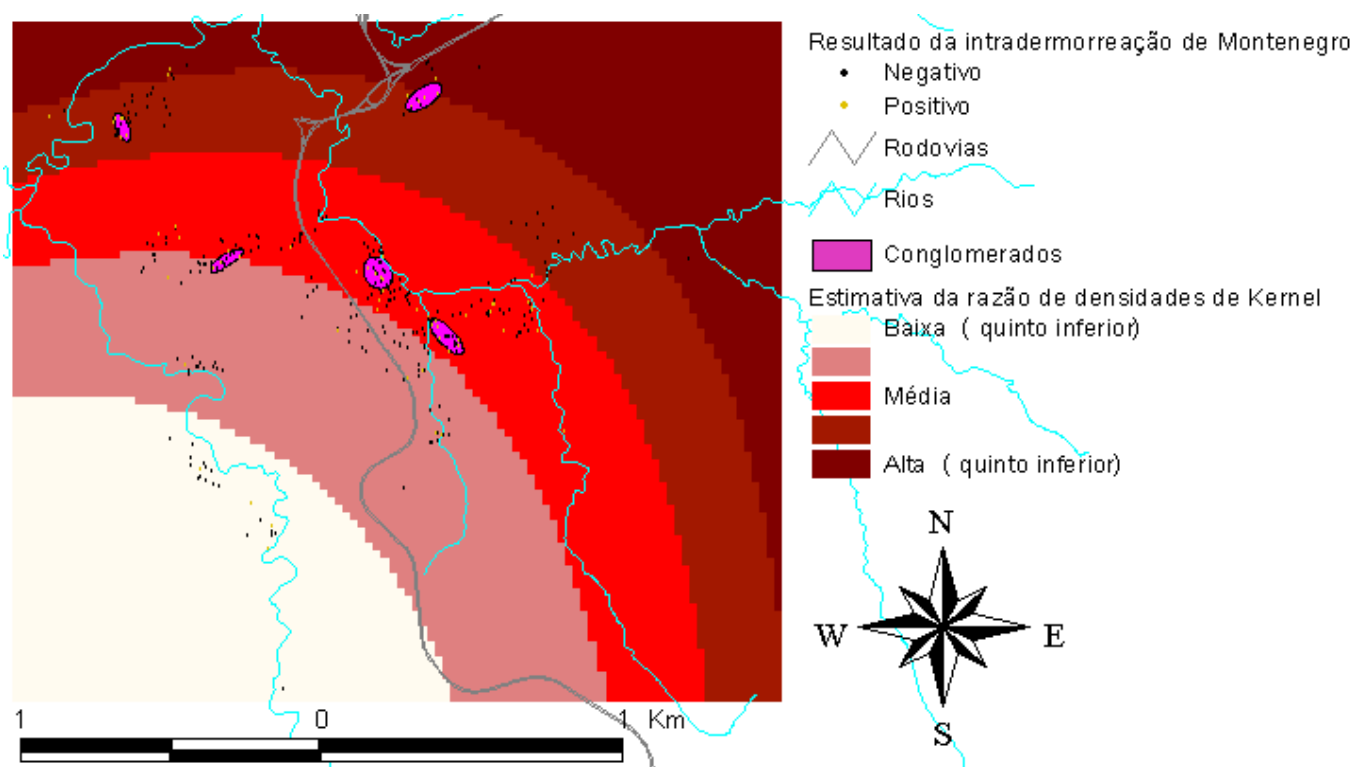 Resultado da intradermorreação de Montenegro
Negativo
Positivo
Rodovias
Rios
Conglomerados
Estimativa da razão de densidades de Kernel
Baixa ( quinto inferior)
Média
Alta ( quinto inferior)
N
W E
S
1 0 1 Km